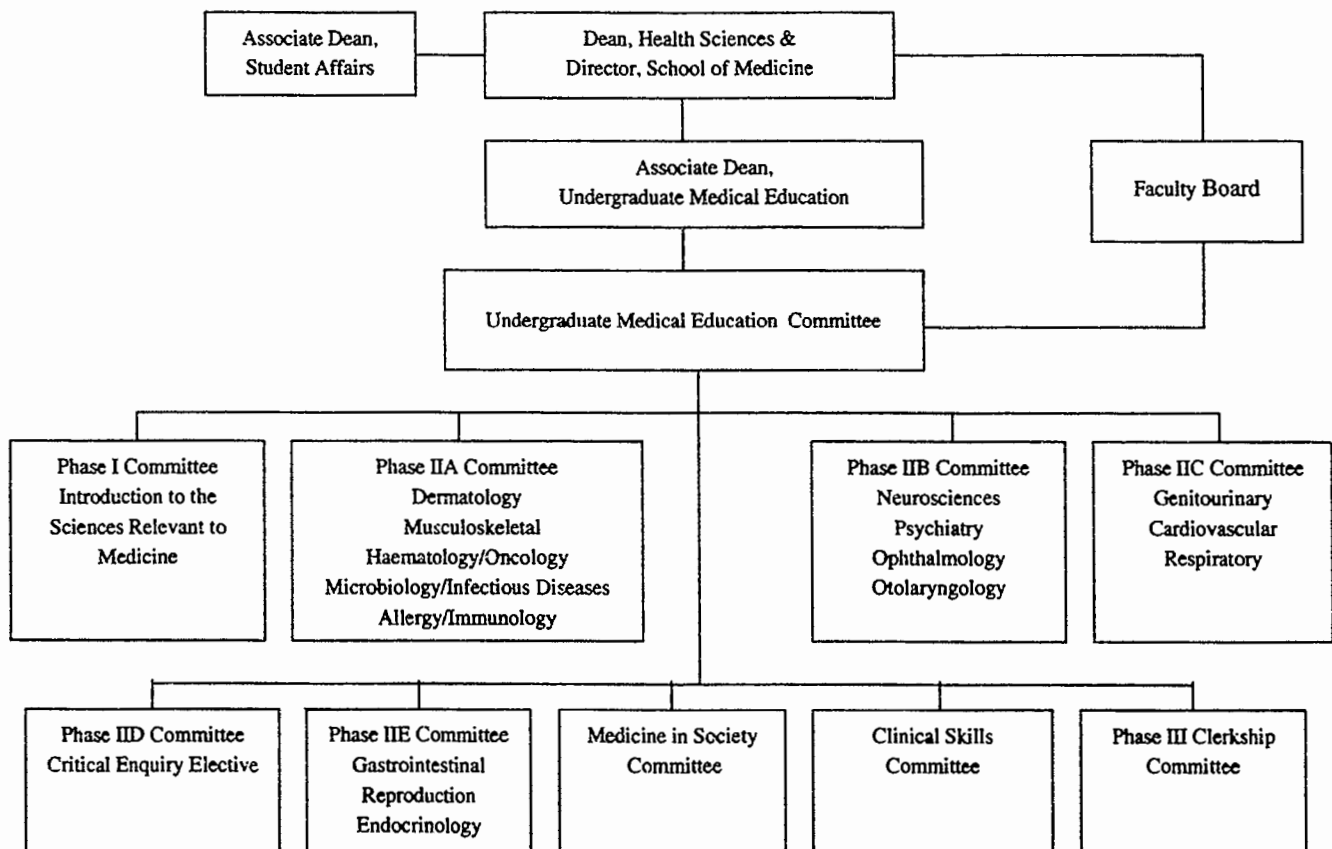 Associate Dean,
Student Affairs
Dean, Health Sciences &
Director, School of Medicine
Associate Dean,
Undergraduate Medical Education
Faculty Board
Undergraduate Medical Education Committee
Phase I Committee
Introduction to the
Sciences Relevant to
Medicine
Phase IIA Committee
Dermatology
Musculoskeletal
Haematology/Oncology
Microbiology/Infectious Diseases
Allergy/Immunology
Phase IIB Committee
Neurosciences
Psychiatry
Ophthalmology
Otolaryngology
Phase IIC Committee
Genitourinary
Cardiovascular
Respiratory
Phase IID Committee
Critical Enquiry Elective
Phase IIE Committee
Gastrointestinal
Reproduction
Endocrinology
Medicine in Society
Committee
Clinical Skills
Committee
Phase III Clerkship
Committee